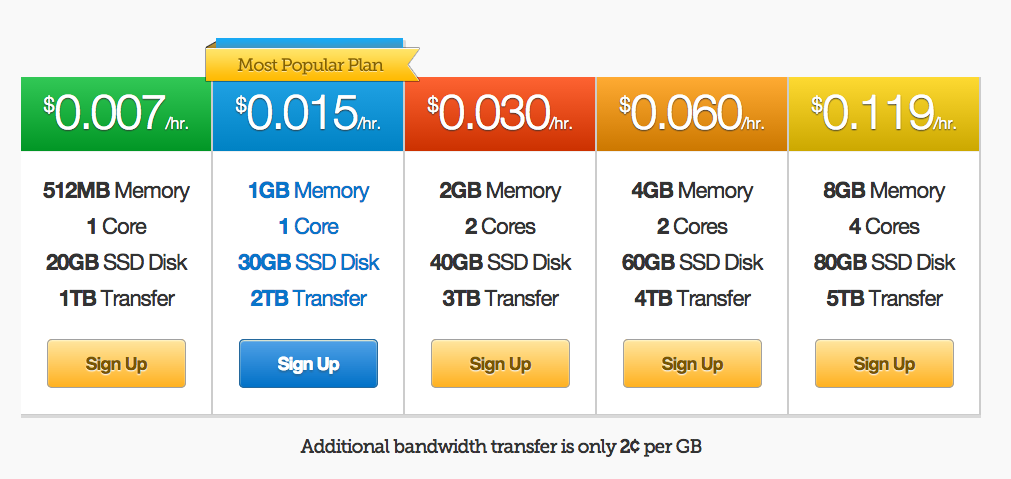 Most Popular Plan
$0.007/hr.
$0.015/hr.
$0.030/hr.
$0.060/hr.
$0.119/hr.
512MB Memory
1 Core
20GB SSD Disk
1TB Transfer
Sign Up
1GB Memory
1 Core
30GB SSD Disk
2TB Transfer
Sign Up
2GB Memory
2 Cores
40GB SSD Disk
3TB Transfer
Sign Up
4GB Memory
2 Cores
60GB SSD Disk
4TB Transfer
Sign Up
8GB Memory
4 Cores
80GB SSD Disk
5TB Transfer
Sign Up
Additional bandwidth transfer is only 2¢ per GB